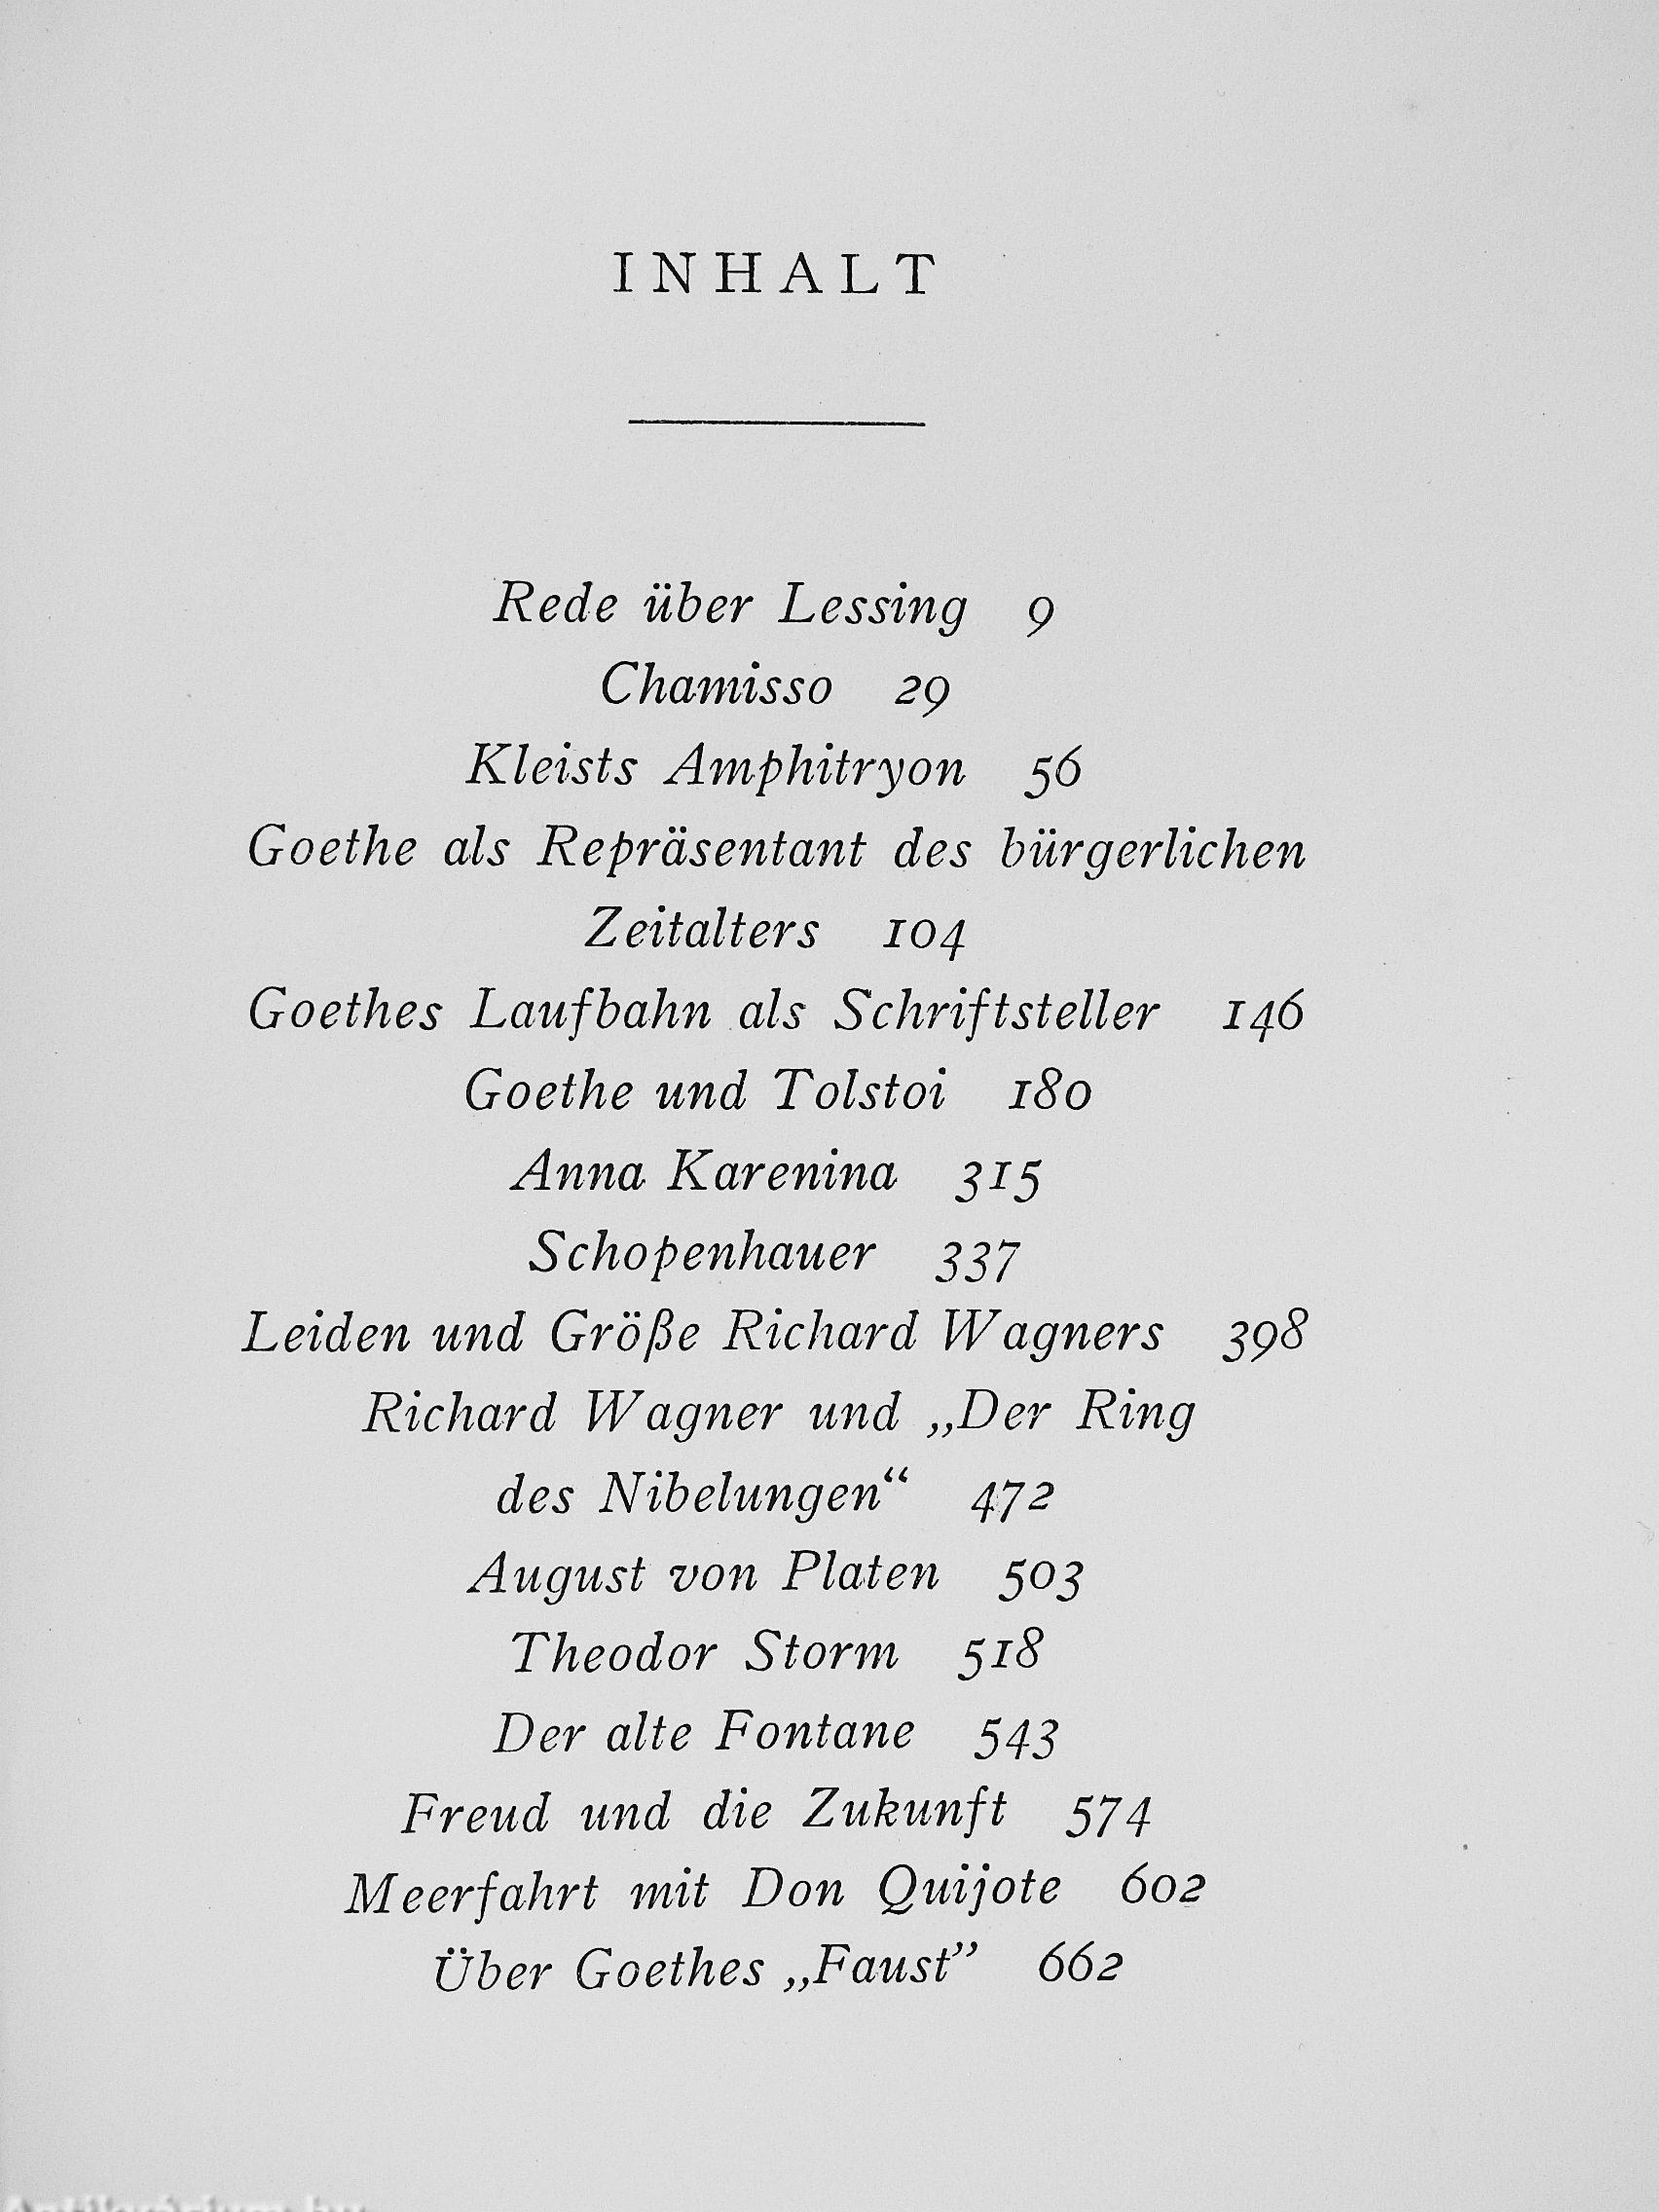 INHALT
Rede über Lessing 9
Chamisso 29
Kleists Amphitryon 56
Goethe als Repräsentant des bürgerlichen
Zeitalters 104
Goethes Laufbahn als Schriftsteller 146
Goethe und Tolstoi 180
Anna Karenina 315
Schopenhauer 337
Leiden und Größe Richard Wagners 398
Richard Wagner und „Der Ring
des Nibelungen“ 472
August von Platen 503
Theodor Storm 518
Der alte Fontane 543
Freud und die Zukunft 574
Meerfahrt mit Don Quijote 602
Über Goethes „Faust” 662